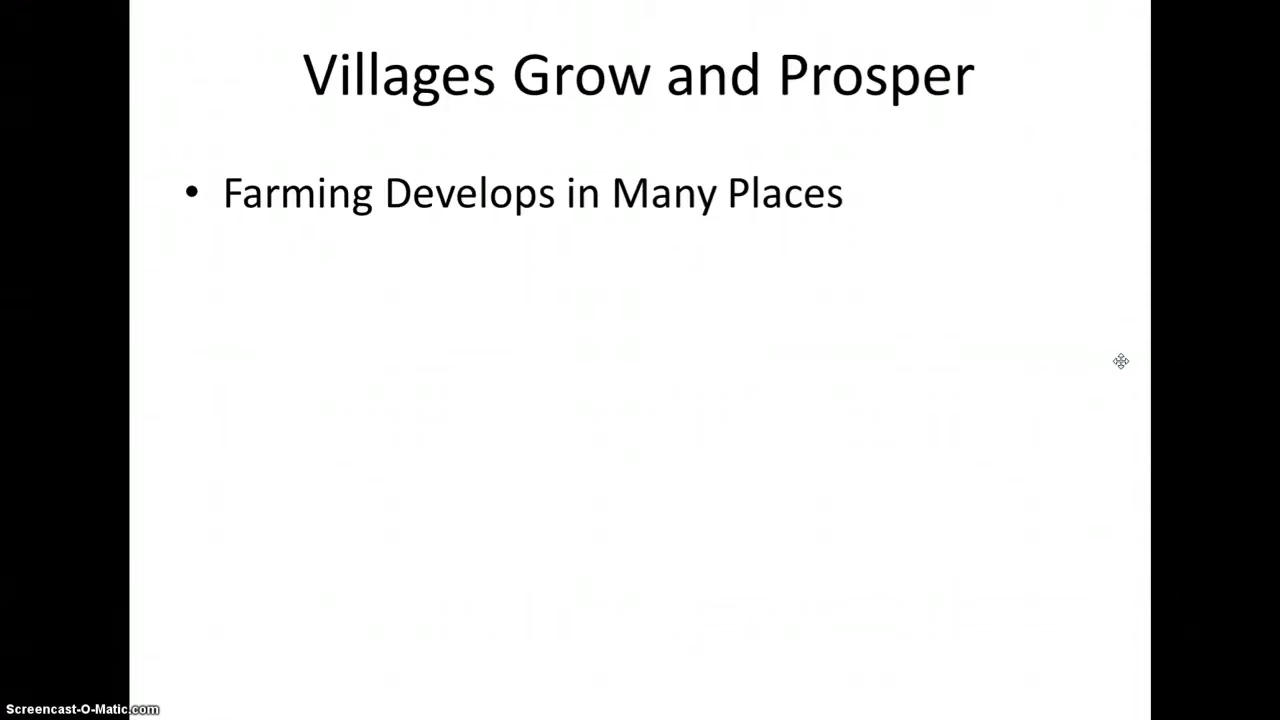 Villages Grow and Prosper
• Farming Develops in Many Places
Screencast-O-Matic.com